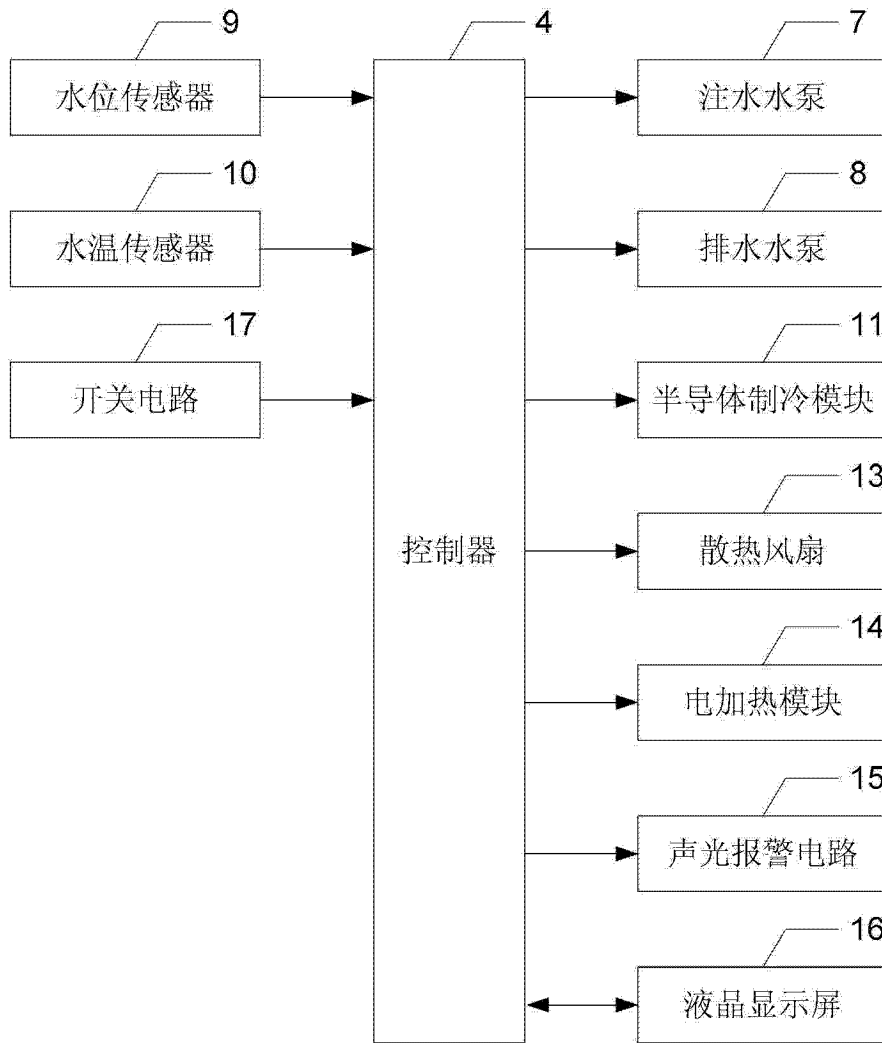 9
4
7
水位传感器
注水水泵
10
8
水温传感器
排水水泵
17
11
开关电路
半导体制冷模块
13
控制器
散热风扇
14
电加热模块
15
声光报警电路
16
液晶显示屏